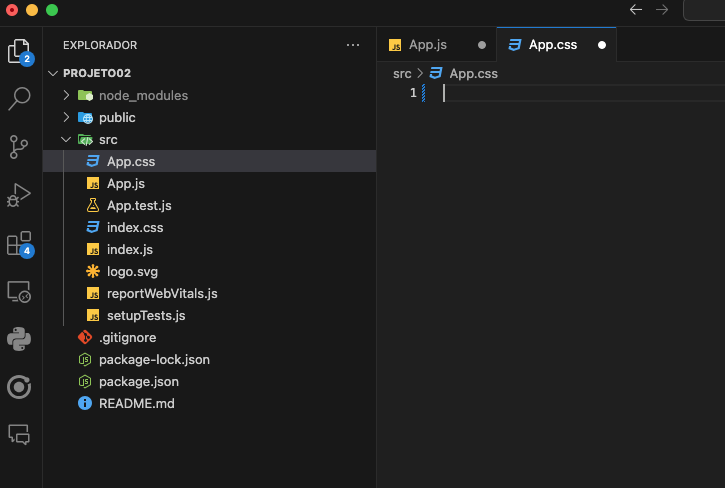 EXPLORADOR
PROJETO02
node_modules
public
src
App.css
App.js
App.test.js
index.css
index.js
logo.svg
reportWebVitals.js
setupTests.js
.gitignore
package-lock.json
package.json
README.md
2
4
App.js
App.css
src > App.css
1